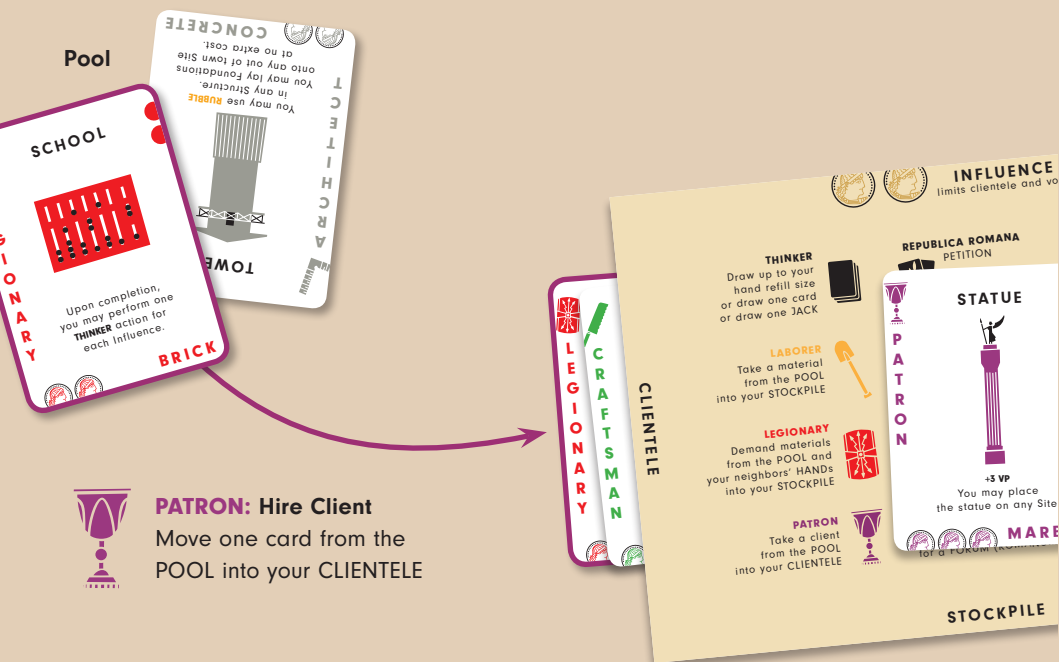 Pool
CONCRETE
at no extra cost.
onto any out of town Site
You may lay Foundations
in Structure.
You may use RUBBLE
ARCHITECT
SCHOOL
Upon completion,
you may perform one
THINKER action for
each Influence.
BRICK
INFLUENCE
limits clientele and
REPUBLICA ROMANA
PETITION
THINKER
Draw up to your
hand refill size
or draw one card
or draw one JACK
LABORER
Take a material
from the POOL
into your STOCKPILE
LEGIONARY
Demand materials
from the POOL and
your neighbors' HANDs
into your STOCKPILE
PATRON
Take a client
from the POOL
into your CLIENTELE
LEGIONARY
CRAFTSMAN
CLIENTELE
PATRON
STATUE
+3 VP
You may place
the statue on any Site
STOCKPILE
PATRON: Hire Client
Move one card from the
POOL into your CLIENTELE